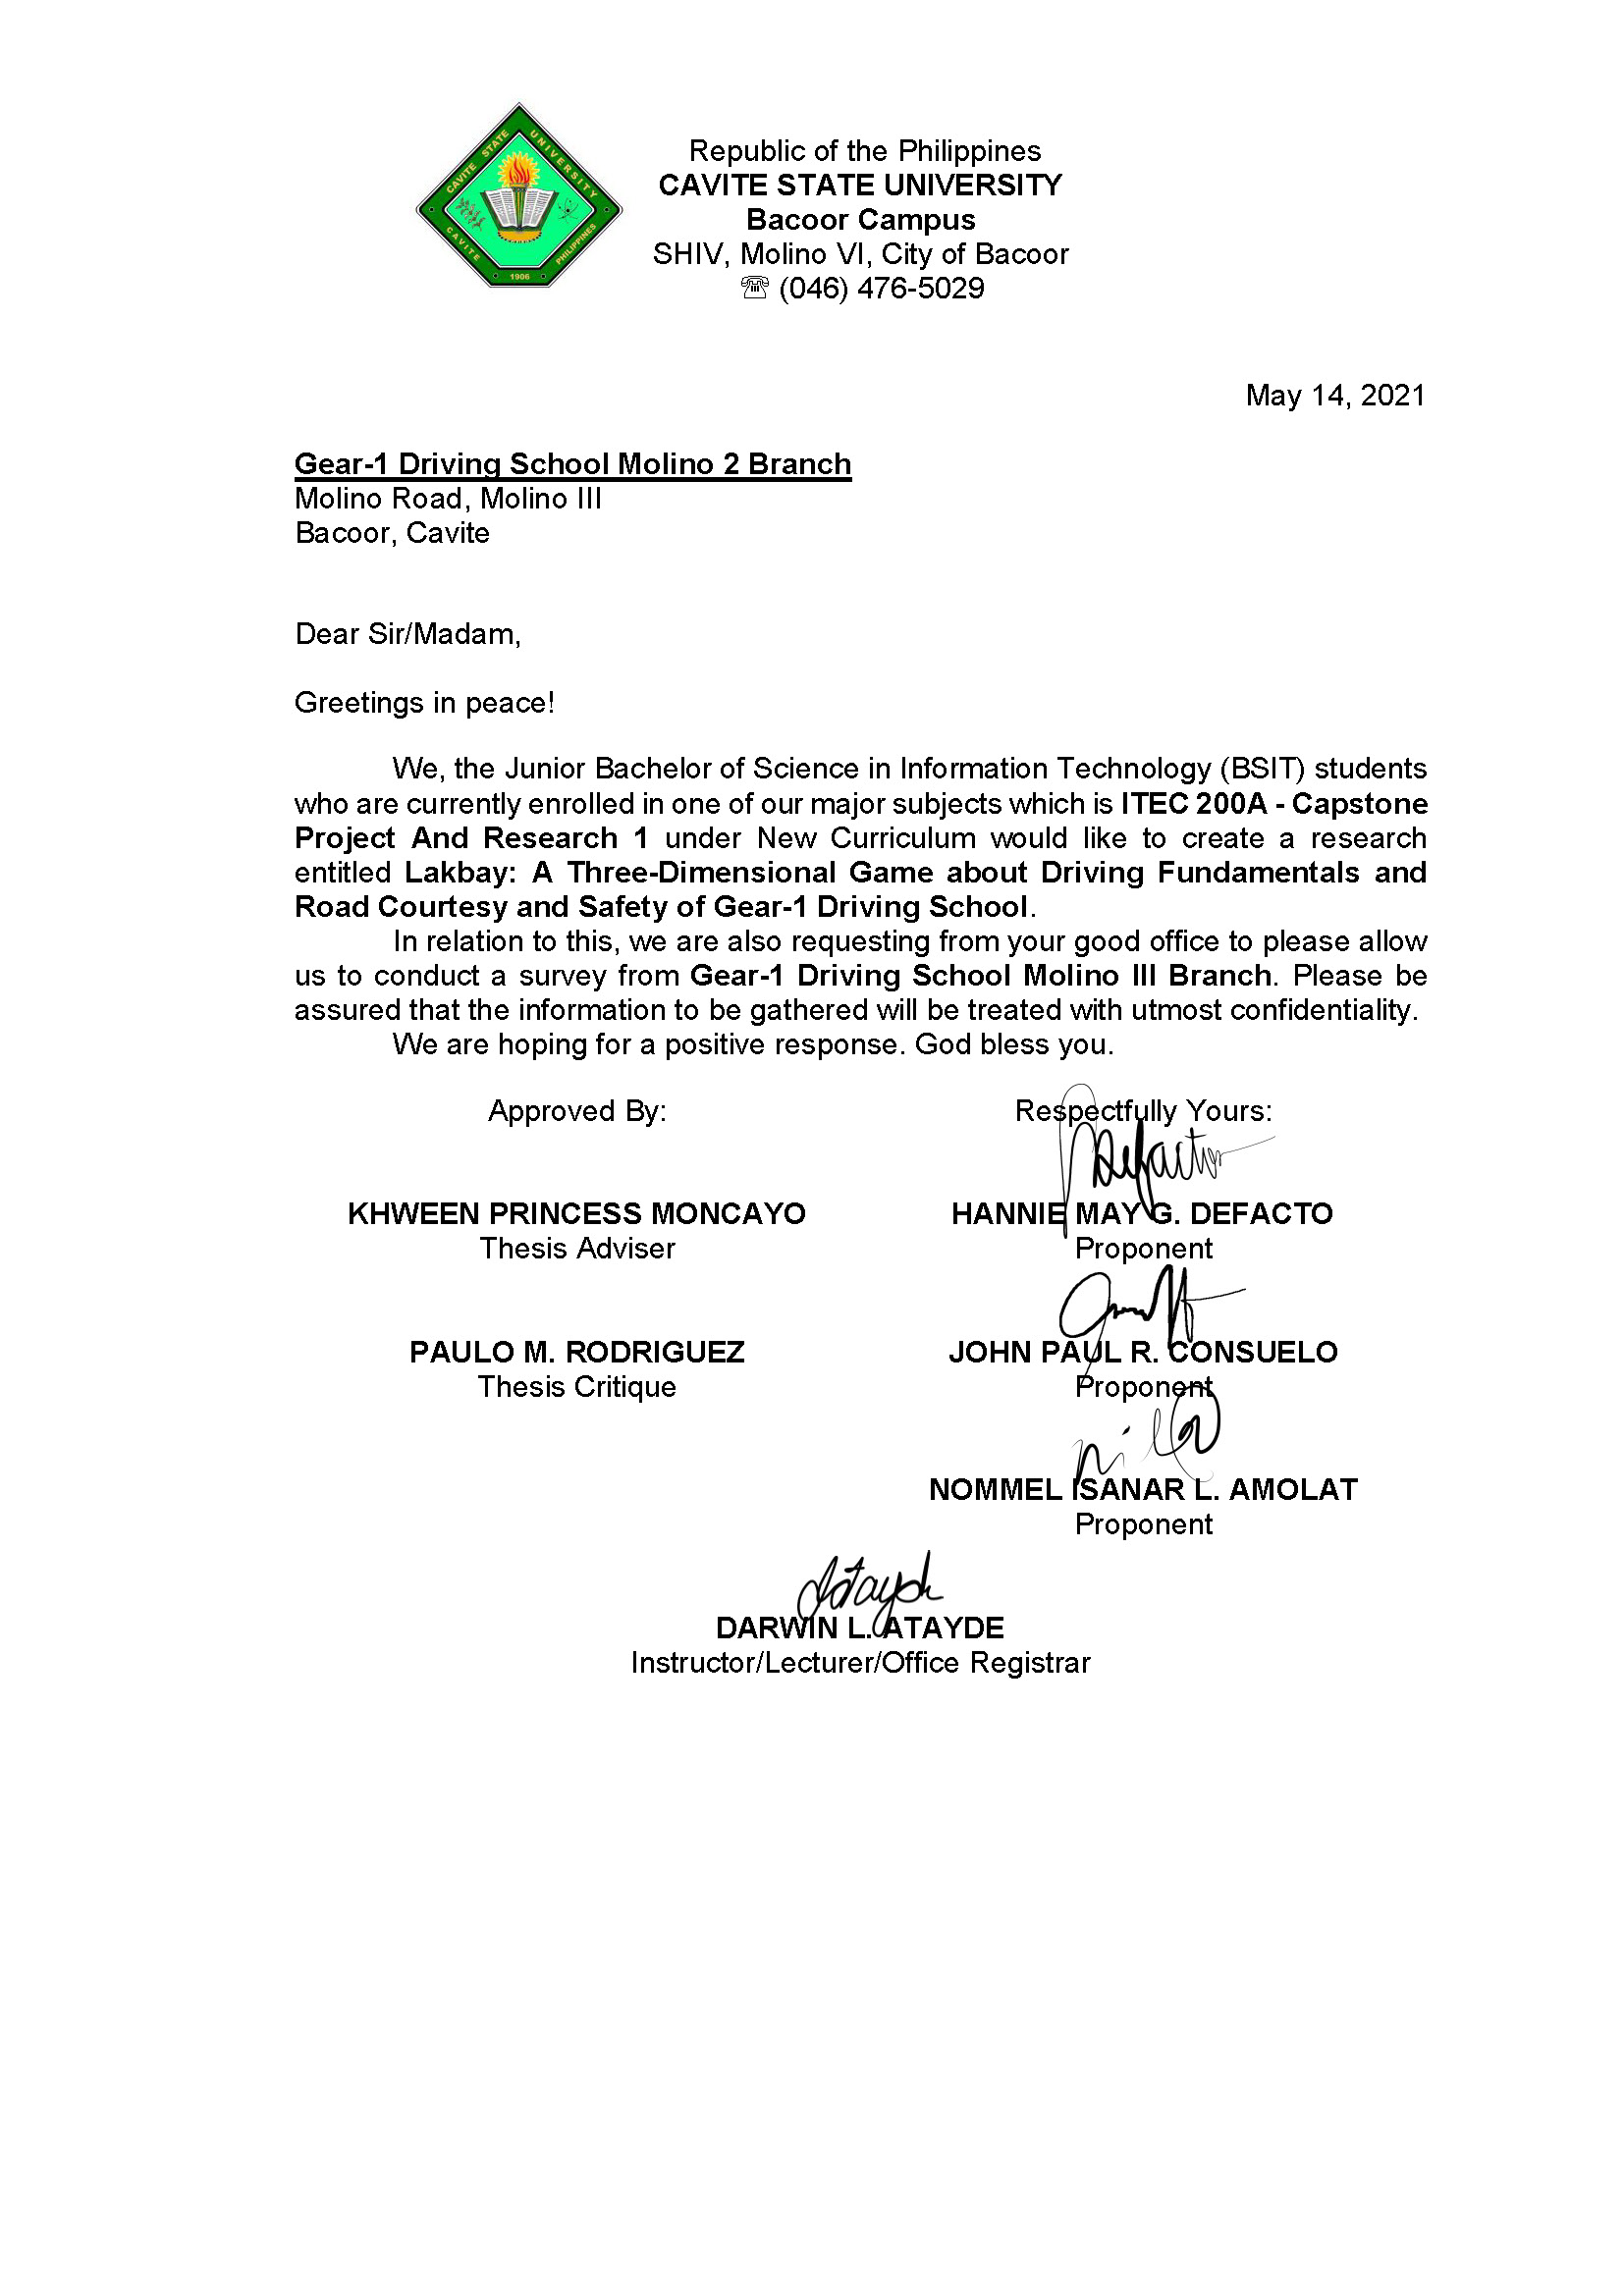 CAVITE STATE UNIVERSITY
CAVITE PHILIPPINES
1906
Republic of the Philippines
CAVITE STATE UNIVERSITY
Bacoor Campus
SHIV, Molino VI, City of Bacoor
☏ (046) 476-5029
May 14, 2021
Gear-1 Driving School Molino 2 Branch
Molino Road, Molino III
Bacoor, Cavite
Dear Sir/Madam,
Greetings in peace!
We, the Junior Bachelor of Science in Information Technology (BSIT) students
who are currently enrolled in one of our major subjects which is ITEC 200A - Capstone
Project And Research 1 under New Curriculum would like to create a research
entitled Lakbay: A Three-Dimensional Game about Driving Fundamentals and
Road Courtesy and Safety of Gear-1 Driving School.
In relation to this, we are also requesting from your good office to please allow
us to conduct a survey from Gear-1 Driving School Molino III Branch. Please be
assured that the information to be gathered will be treated with utmost confidentiality.
We are hoping for a positive response. God bless you.
Approved By:
KHWEEN PRINCESS MONCAYO
Thesis Adviser
PAULO M. RODRIGUEZ
Thesis Critique
Respectfully Yours:
Defacto
HANNIE MAY G. DEFACTO
Proponent
JOHN PAUL R. CONSUELO
Proponent
NOMMEL ISANAR L. AMOLAT
Proponent
DARWIN L. ATAYDE
Instructor/Lecturer/Office Registrar